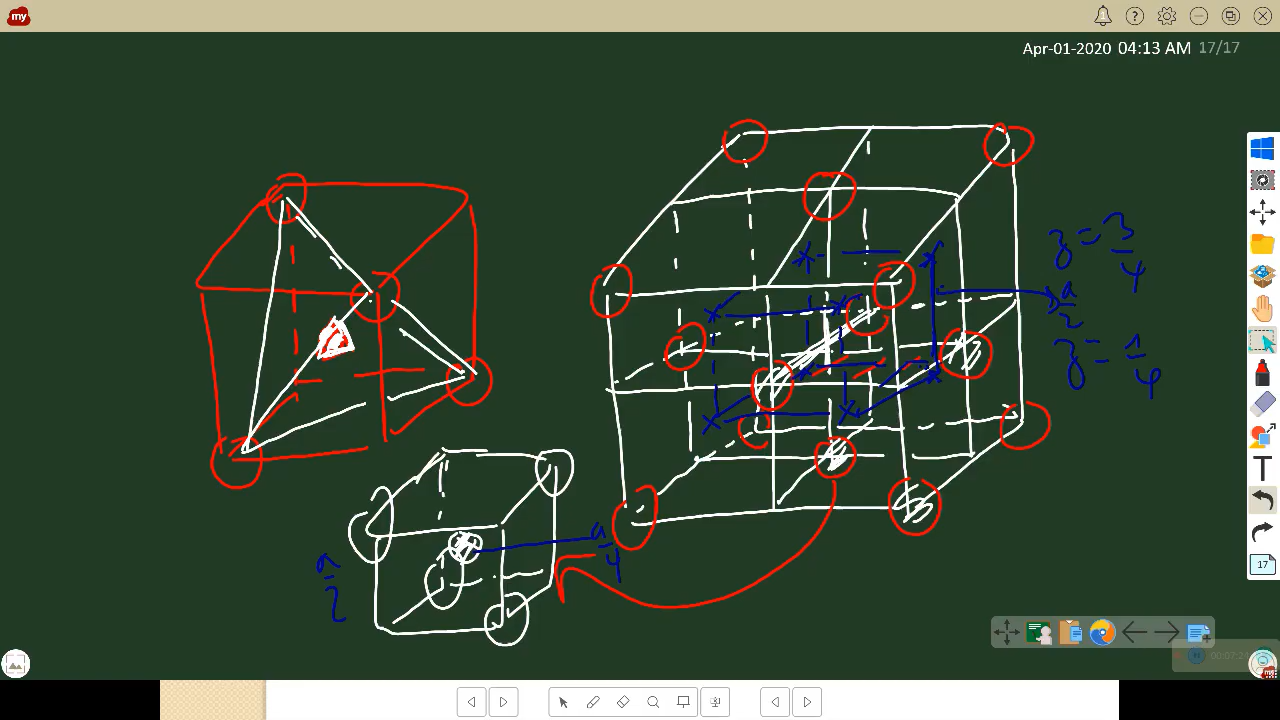 my
Apr-01-2020 04:13 AM 17/17
z = 3/4
a/2
z = 1/4
a/4
a/2
17